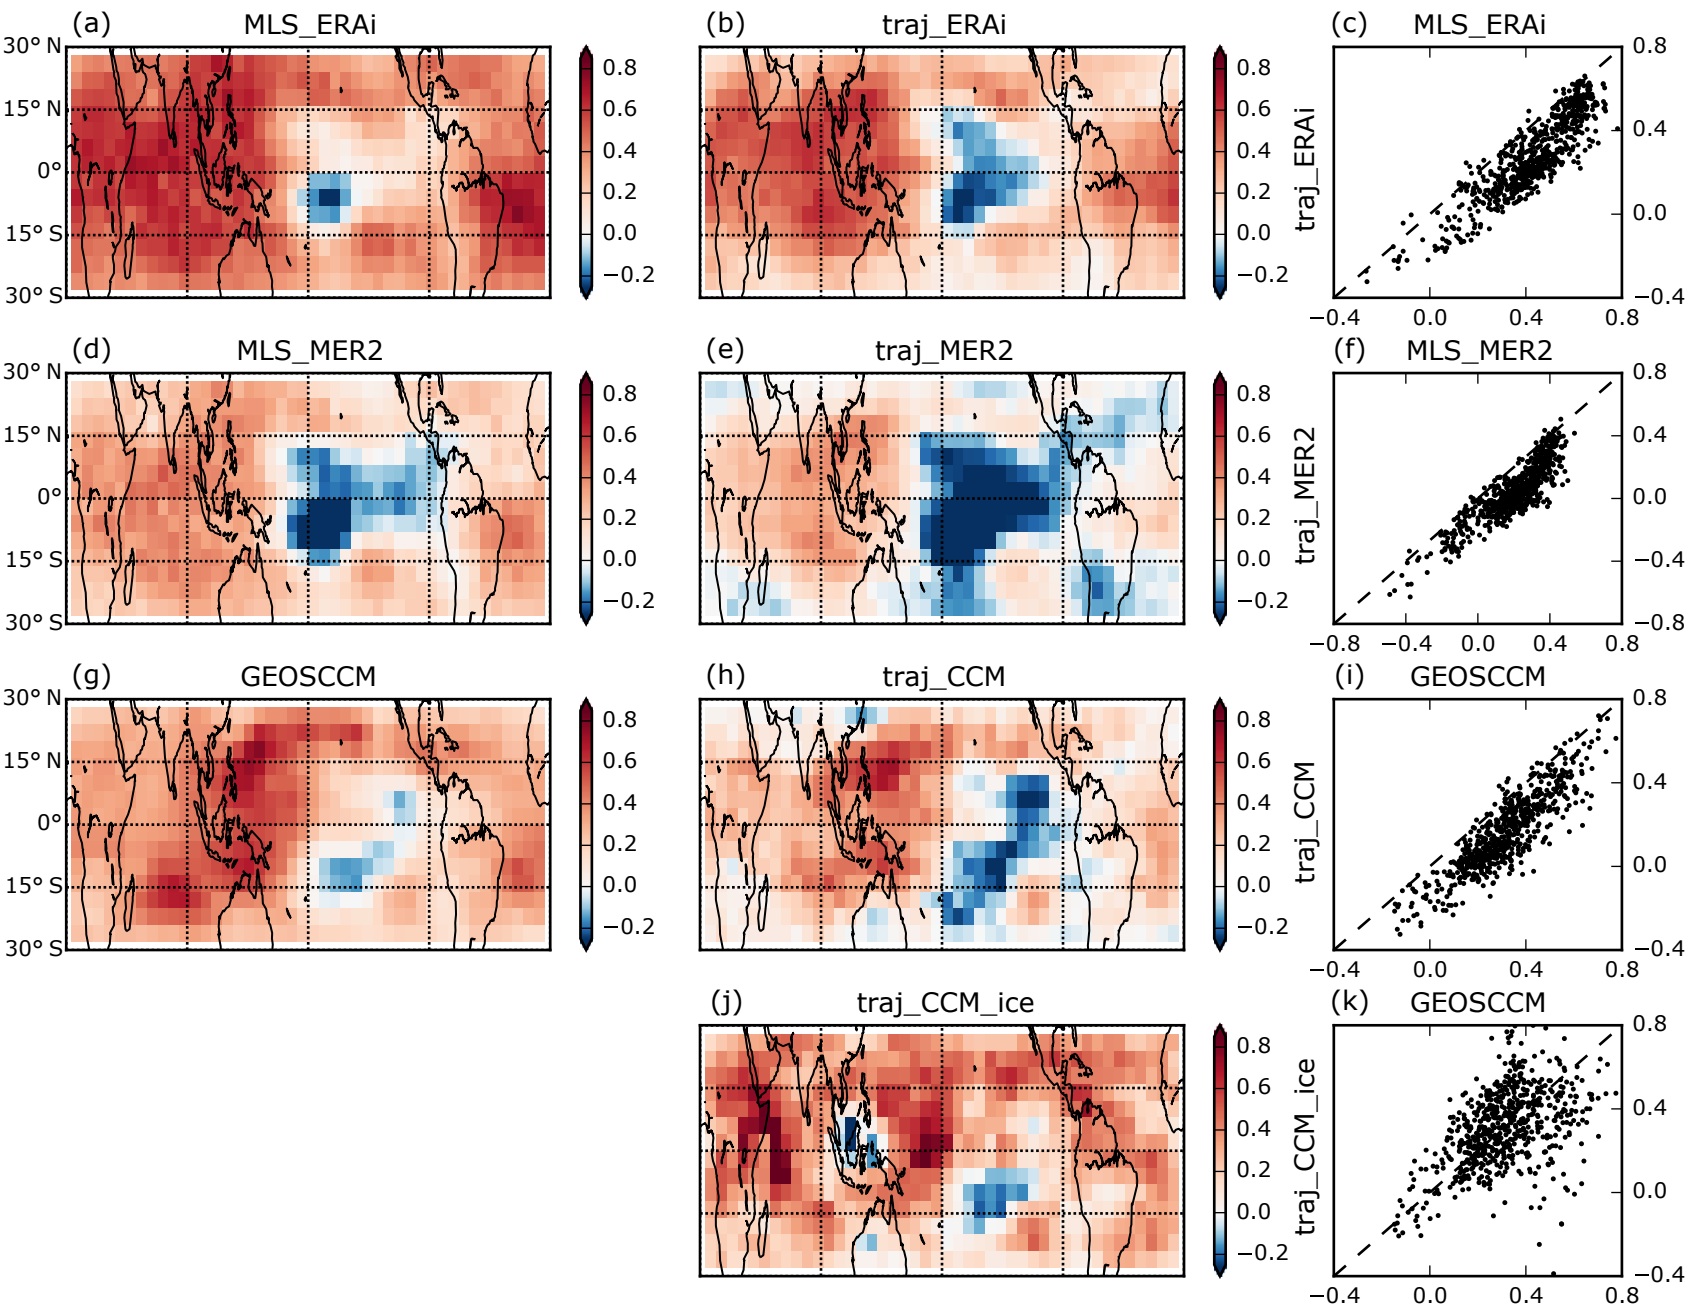 (a) MLS_ERAi
(b) traj_ERAi
(c) MLS_ERAi
30° N
15° N
0°
15° S
30° S
0.8
0.6
0.4
0.2
0.0
−0.2
0.8
0.6
0.4
0.2
0.0
−0.2
traj_ERAi
0.8
0.4
0.0
−0.4
−0.4 0.0 0.4 0.8
(d) MLS_MER2
(e) traj_MER2
(f) MLS_MER2
30° N
15° N
0°
15° S
30° S
0.8
0.6
0.4
0.2
0.0
−0.2
0.8
0.6
0.4
0.2
0.0
−0.2
traj_MER2
0.8
0.4
0.0
−0.4
−0.8
−0.8 −0.4 0.0 0.4 0.8
(g) GEOSCCM
(h) traj_CCM
(i) GEOSCCM
30° N
15° N
0°
15° S
30° S
0.8
0.6
0.4
0.2
0.0
−0.2
0.8
0.6
0.4
0.2
0.0
−0.2
traj_CCM
0.8
0.4
0.0
−0.4
−0.4 0.0 0.4 0.8
(j) traj_CCM_ice
(k) GEOSCCM
0.8
0.6
0.4
0.2
0.0
−0.2
traj_CCM_ice
0.8
0.4
0.0
−0.4
−0.4 0.0 0.4 0.8